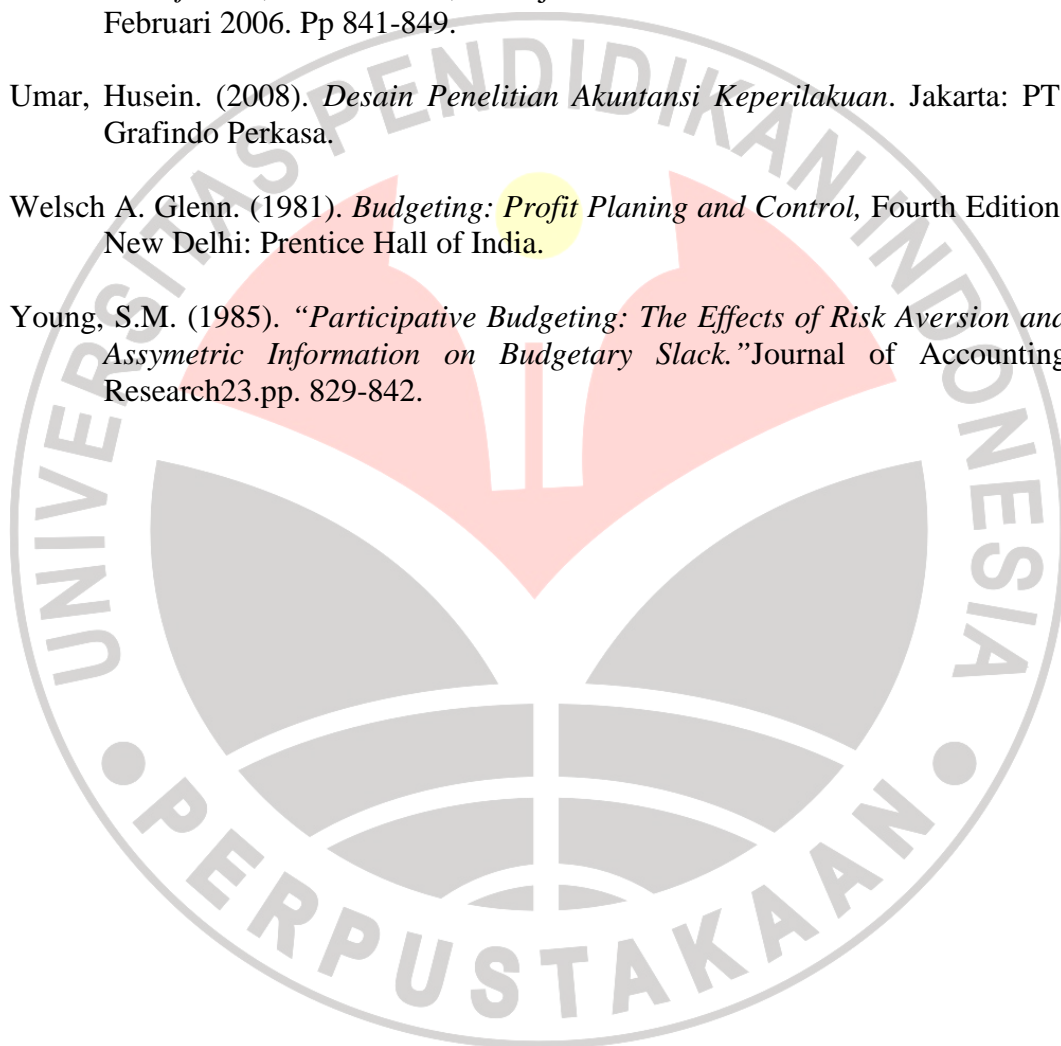 Februari 2006. Pp 841-849.
Umar, Husein. (2008). Desain Penelitian Akuntansi Keperilakuan. Jakarta: PT
Grafindo Perkasa.
Welsch A. Glenn. (1981). Budgeting: Profit Planing and Control, Fourth Edition
New Delhi: Prentice Hall of India.
Young, S.M. (1985). “Participative Budgeting: The Effects of Risk Aversion and
Assymetric Information on Budgetary Slack.”Journal of Accounting
Research23.pp. 829-842.
UNIVERSITAS PENDIDIKAN INDONESIA
PERPUSTAKAAN